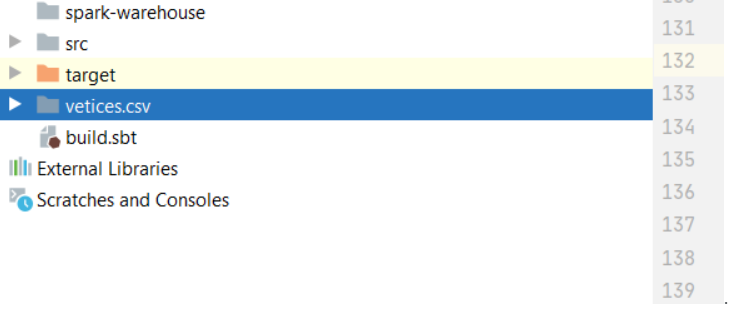 spark-warehouse
src
target
vetices.csv
build.sbt
External Libraries
Scratches and Consoles
131
132
133
134
135
136
137
138
139
.